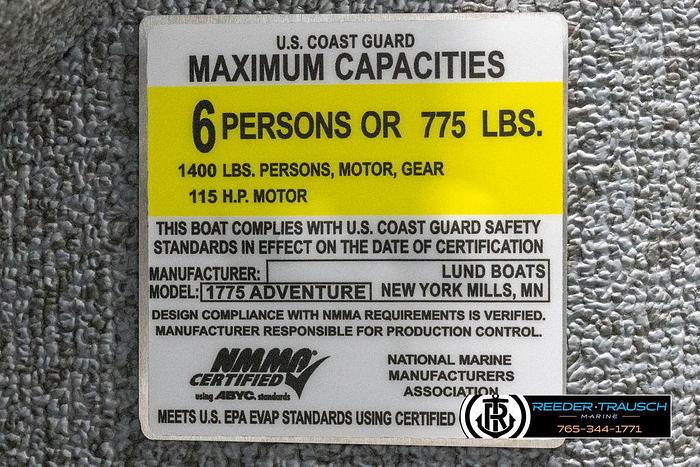 U.S. COAST GUARD
MAXIMUM CAPACITIES
6 PERSONS OR 775 LBS.
1400 LBS. PERSONS, MOTOR, GEAR
115 H.P. MOTOR
THIS BOAT COMPLIES WITH U.S. COAST GUARD SAFETY
STANDARDS IN EFFECT ON THE DATE OF CERTIFICATION
MANUFACTURER: LUND BOATS
MODEL: 1775 ADVENTURE NEW YORK MILLS, MN
DESIGN COMPLIANCE WITH NMMA REQUIREMENTS IS VERIFIED.
MANUFACTURER RESPONSIBLE FOR PRODUCTION CONTROL.
NMMA
CERTIFIED
using ABYC. standards
NATIONAL MARINE
MANUFACTURERS
ASSOCIATION
MEETS U.S. EPA EVAP STANDARDS USING CERTIFIED
REEDER·TRAUSCH
MARINE
765-344-1771